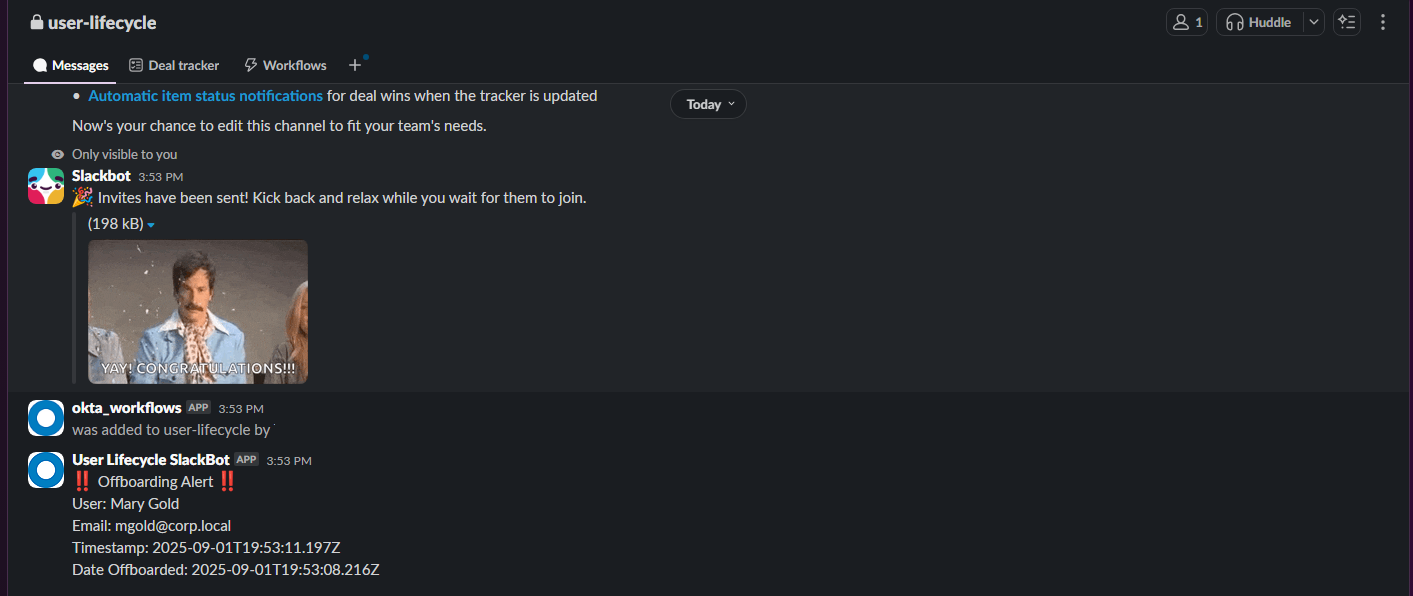 user-lifecycle
1
Huddle
Messages
Deal tracker
Workflows
Automatic item status notifications for deal wins when the tracker is updated
Today
Now's your chance to edit this channel to fit your team's needs.
Only visible to you
Slackbot 3:53 PM
🎉 Invites have been sent! Kick back and relax while you wait for them to join.
(198 kB)
YAY! CONGRATULATIONS!!!
okta_workflows APP 3:53 PM
was added to user-lifecycle by
User Lifecycle SlackBot APP 3:53 PM
‼️ Offboarding Alert ‼️
User: Mary Gold
Email: mgold@corp.local
Timestamp: 2025-09-01T19:53:11.197Z
Date Offboarded: 2025-09-01T19:53:08.216Z